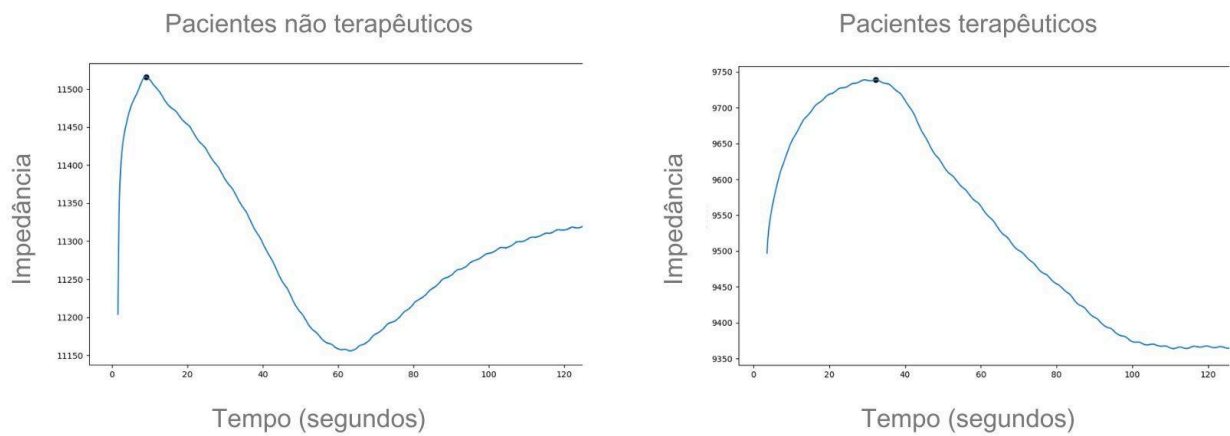 Pacientes não terapêuticos
Impedância
11500
11450
11400
11350
11300
11250
11200
11150
0 20 40 60 80 100 120
Tempo (segundos)
Pacientes terapêuticos
Impedância
9750
9700
9650
9600
9550
9500
9450
9400
9350
0 20 40 60 80 100 120
Tempo (segundos)